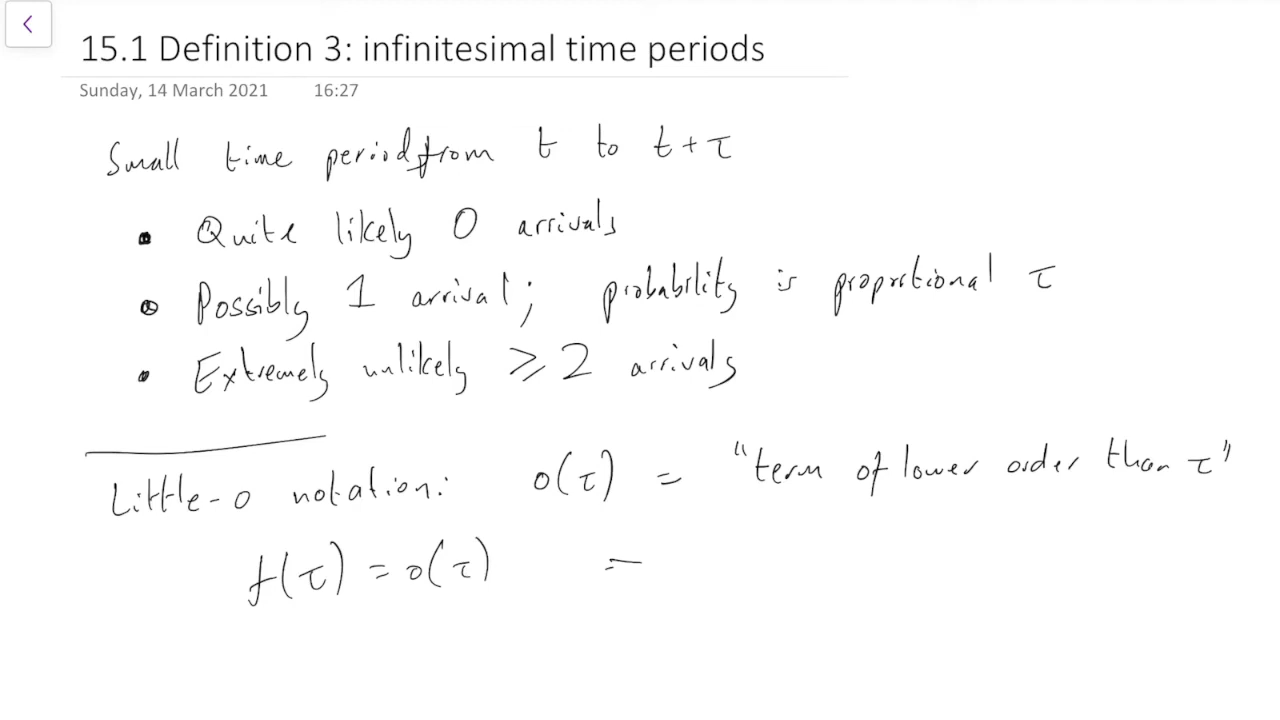 15.1 Definition 3: infinitesimal time periods
Sunday, 14 March 2021 16:27
Small time period from t to t+τ
• Quite likely 0 arrivals
• Possibly 1 arrival; probability is proportional τ
• Extremely unlikely ⩾2 arrivals
Little-o notation: o(τ) = "term of lower order than τ"
f(τ) = o(τ) =